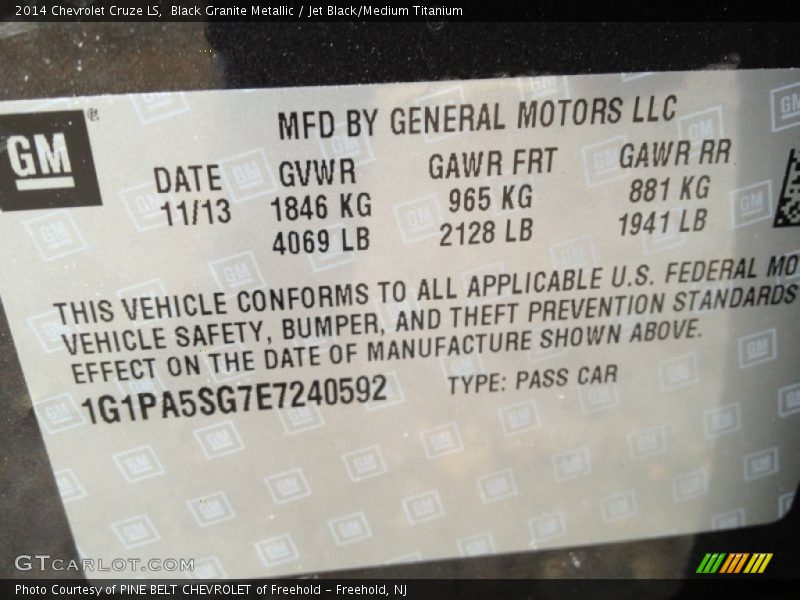 2014 Chevrolet Cruze LS,  Black Granite Metallic / Jet Black/Medium Titanium
GM®
MFD BY GENERAL MOTORS LLC
DATE GVWR GAWR FRT GAWR RR
11/13 1846 KG 965 KG 881 KG
4069 LB 2128 LB 1941 LB
THIS VEHICLE CONFORMS TO ALL APPLICABLE U.S. FEDERAL MO
VEHICLE SAFETY, BUMPER, AND THEFT PREVENTION STANDARDS
EFFECT ON THE DATE OF MANUFACTURE SHOWN ABOVE.
1G1PA5SG7E7240592 TYPE: PASS CAR
GTCarLot.com
Photo Courtesy of PINE BELT CHEVROLET of Freehold - Freehold, NJ